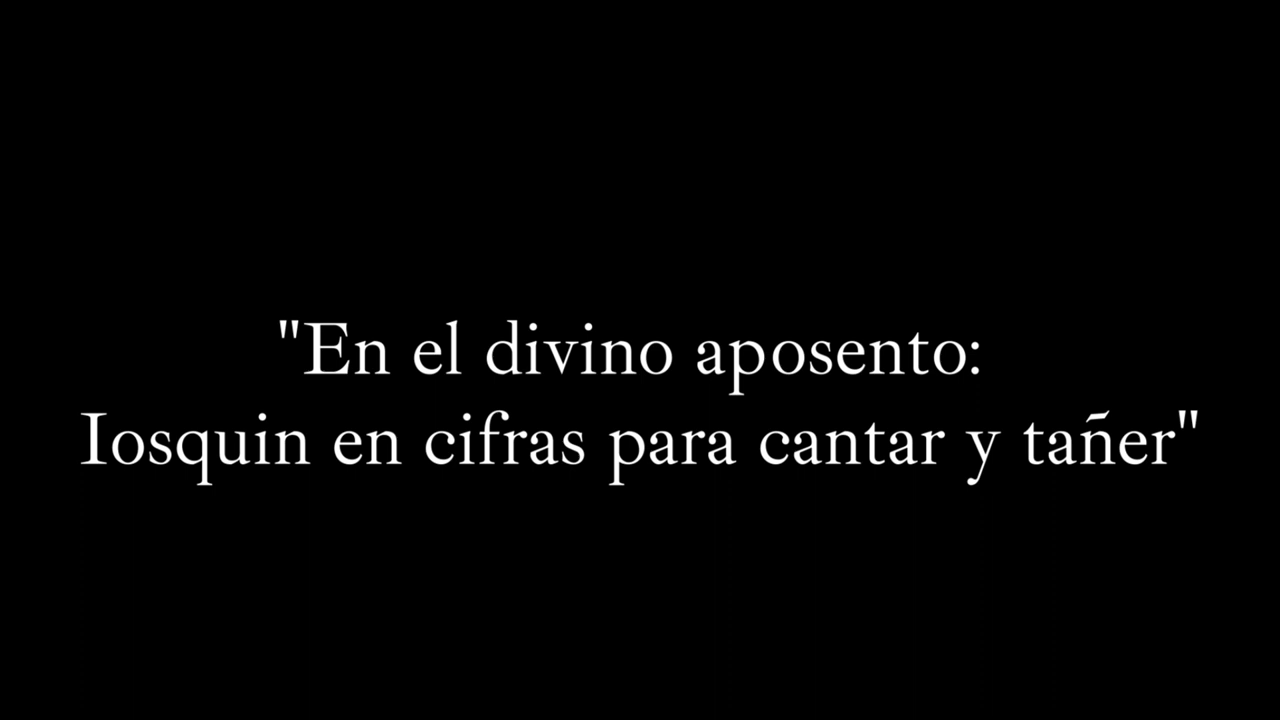 "En el divino aposento:
Iosquin en cifras para cantar y tañer"